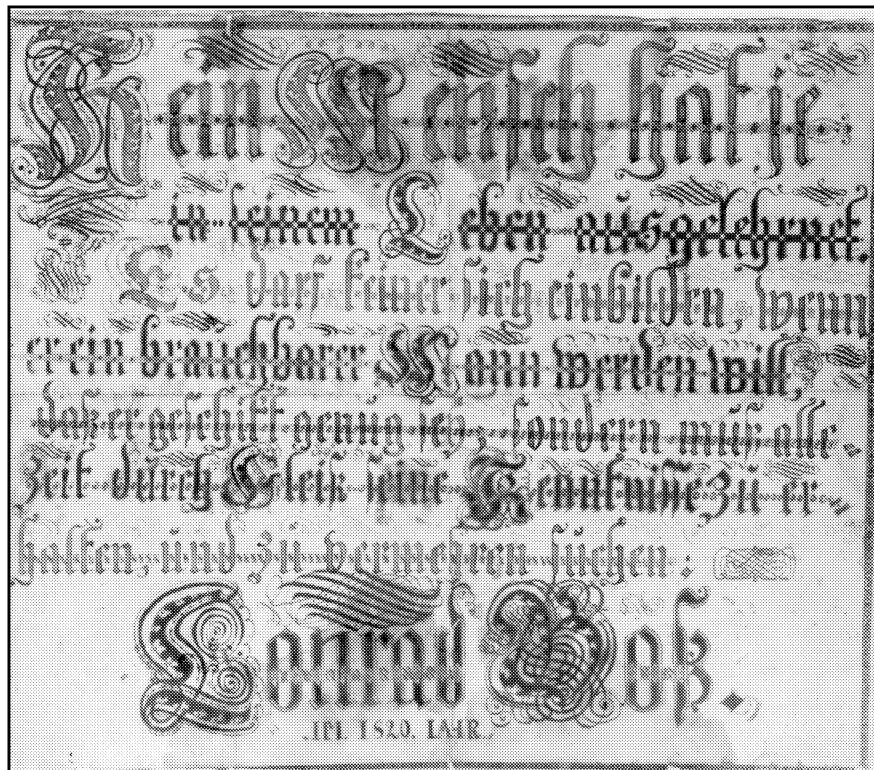 Kein Mensch hat je
in seinem Leben ausgelehrnet.
Es darf keiner sich einbilden, wenn
er ein brauchbarer Mann werden will,
daß er geschikt genug sey, sondern muß alle-
Zeit durch Fleiß seine Kenntniße zu er-
halten, und zu vermehren suchen.
Conrad
IM 1820. IAHR.